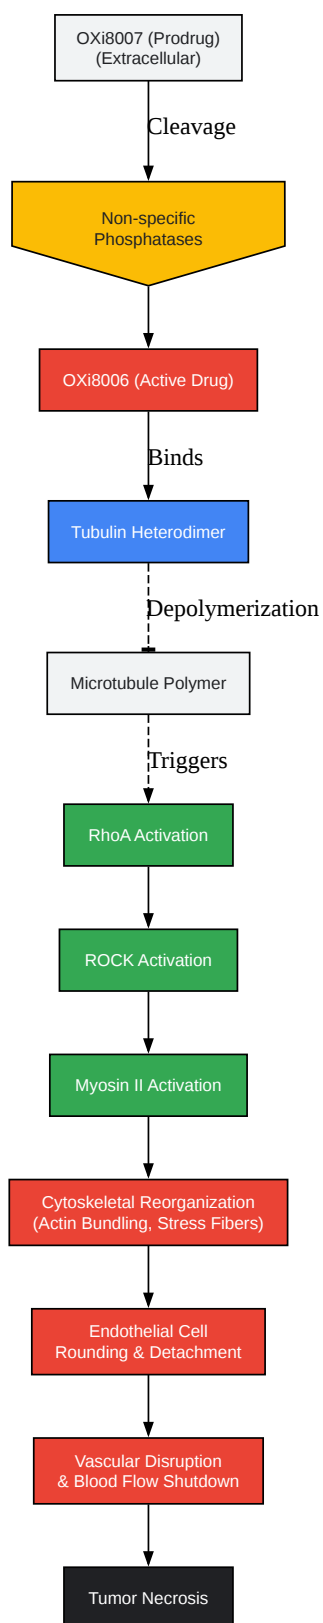 OXi8007 (Prodrug)
(Extracellular)
Cleavage
Non-specific
Phosphatases
OXi8006 (Active Drug)
Binds
Tubulin Heterodimer
Depolymerization
Microtubule Polymer
Triggers
RhoA Activation
ROCK Activation
Myosin II Activation
Cytoskeletal Reorganization
(Actin Bundling, Stress Fibers)
Endothelial Cell
Rounding & Detachment
Vascular Disruption
& Blood Flow Shutdown
Tumor Necrosis